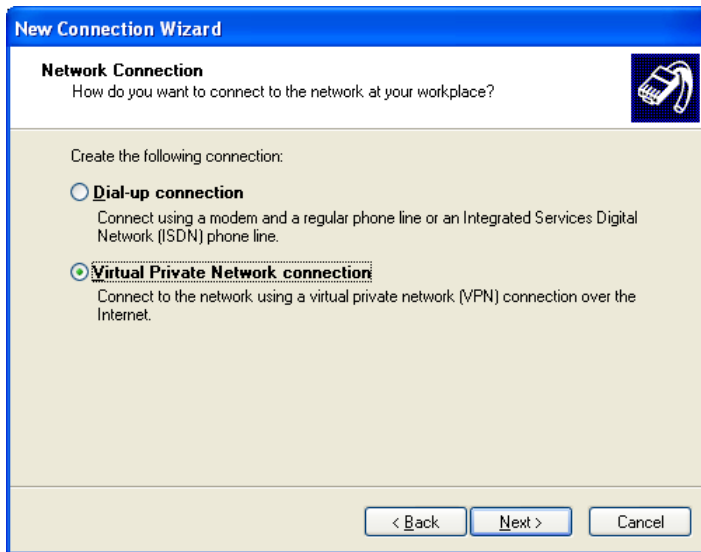 New Connection Wizard
Network Connection
How do you want to connect to the network at your workplace?
Create the following connection:
Dial-up connection
Connect using a modem and a regular phone line or an Integrated Services Digital
Network (ISDN) phone line.
Virtual Private Network connection
Connect to the network using a virtual private network (VPN) connection over the
Internet.
< Back Next > Cancel